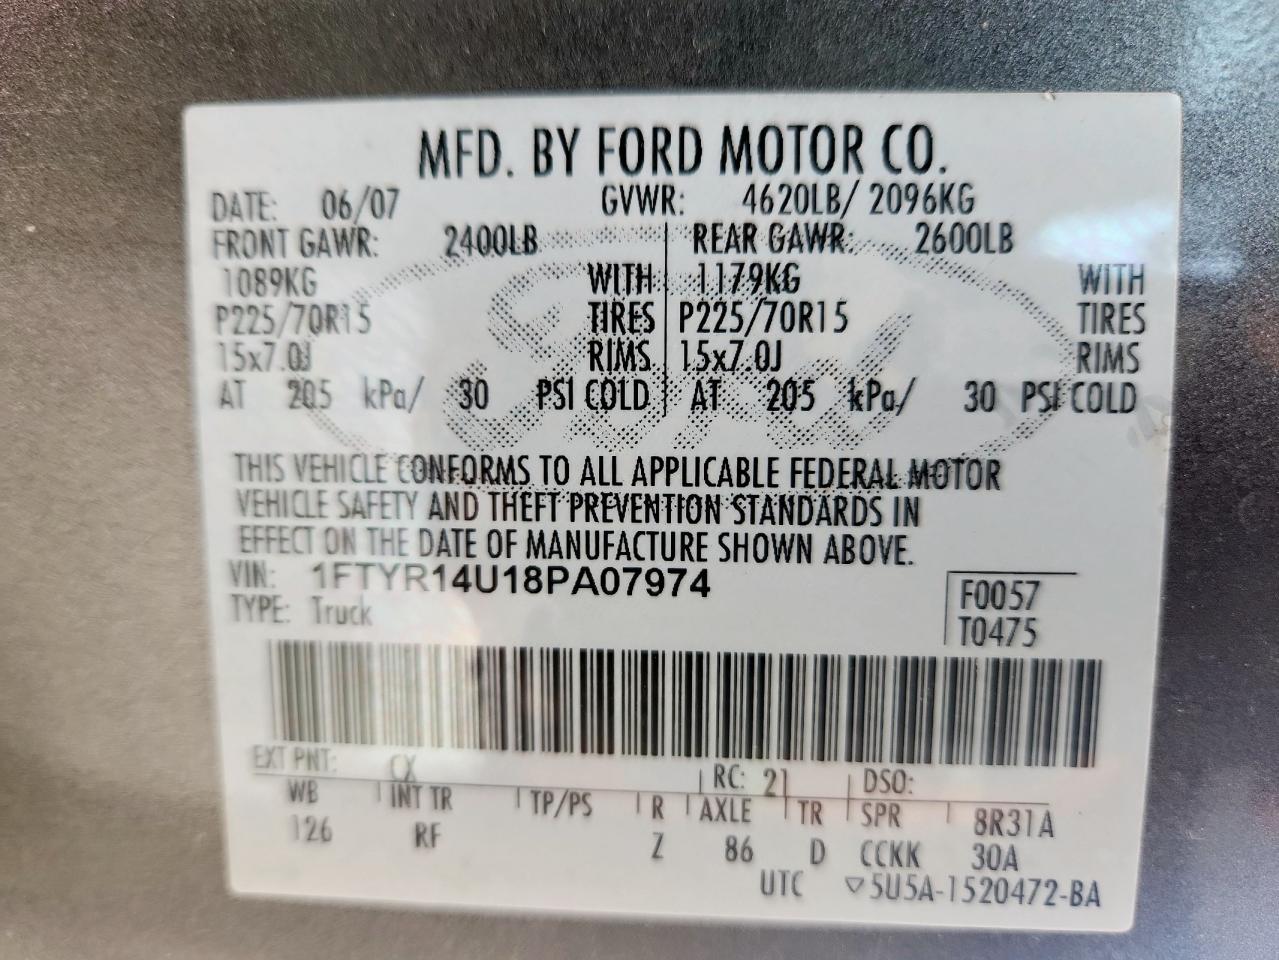 MFD. BY FORD MOTOR CO.
DATE: 06/07 GVWR: 4620LB/ 2096KG
FRONT GAWR: 2400LB REAR GAWR: 2600LB
1089KG WITH 1179KG WITH
P225/70R15 TIRES P225/70R15 TIRES
15x7.0J RIMS 15x7.0J RIMS
AT 205 kPa/ 30 PSI COLD AT 205 kPa/ 30 PSI COLD
THIS VEHICLE CONFORMS TO ALL APPLICABLE FEDERAL MOTOR
VEHICLE SAFETY AND THEFT PREVENTION STANDARDS IN
EFFECT ON THE DATE OF MANUFACTURE SHOWN ABOVE.
VIN: 1FTYR14U18PA07974 F0057
TYPE: Truck T0475
EXT PNT: CX RC: 21 DSO:
WB INT TR TP/PS R AXLE TR SPR 8R31A
126 RF Z 86 D CCKK 30A
UTC ▽5U5A-1520472-BA
Ford